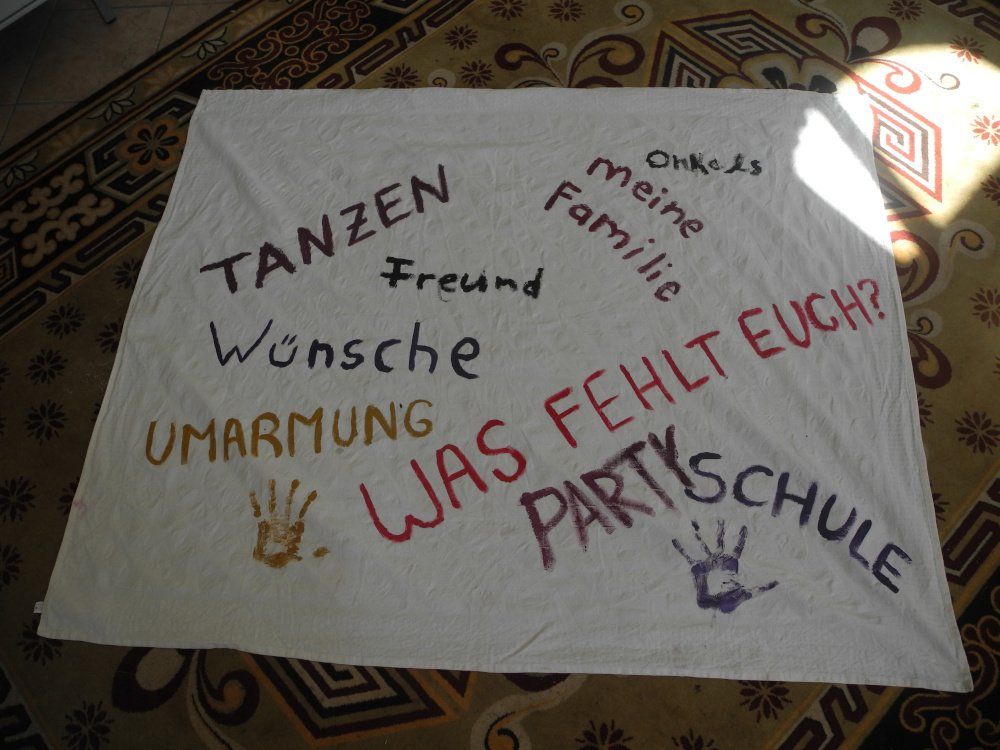 Onkels
meine
Familie
TANZEN
Freund
Wünsche
WAS FEHLT EUCH?
UMARMUNG
PARTY
SCHULE